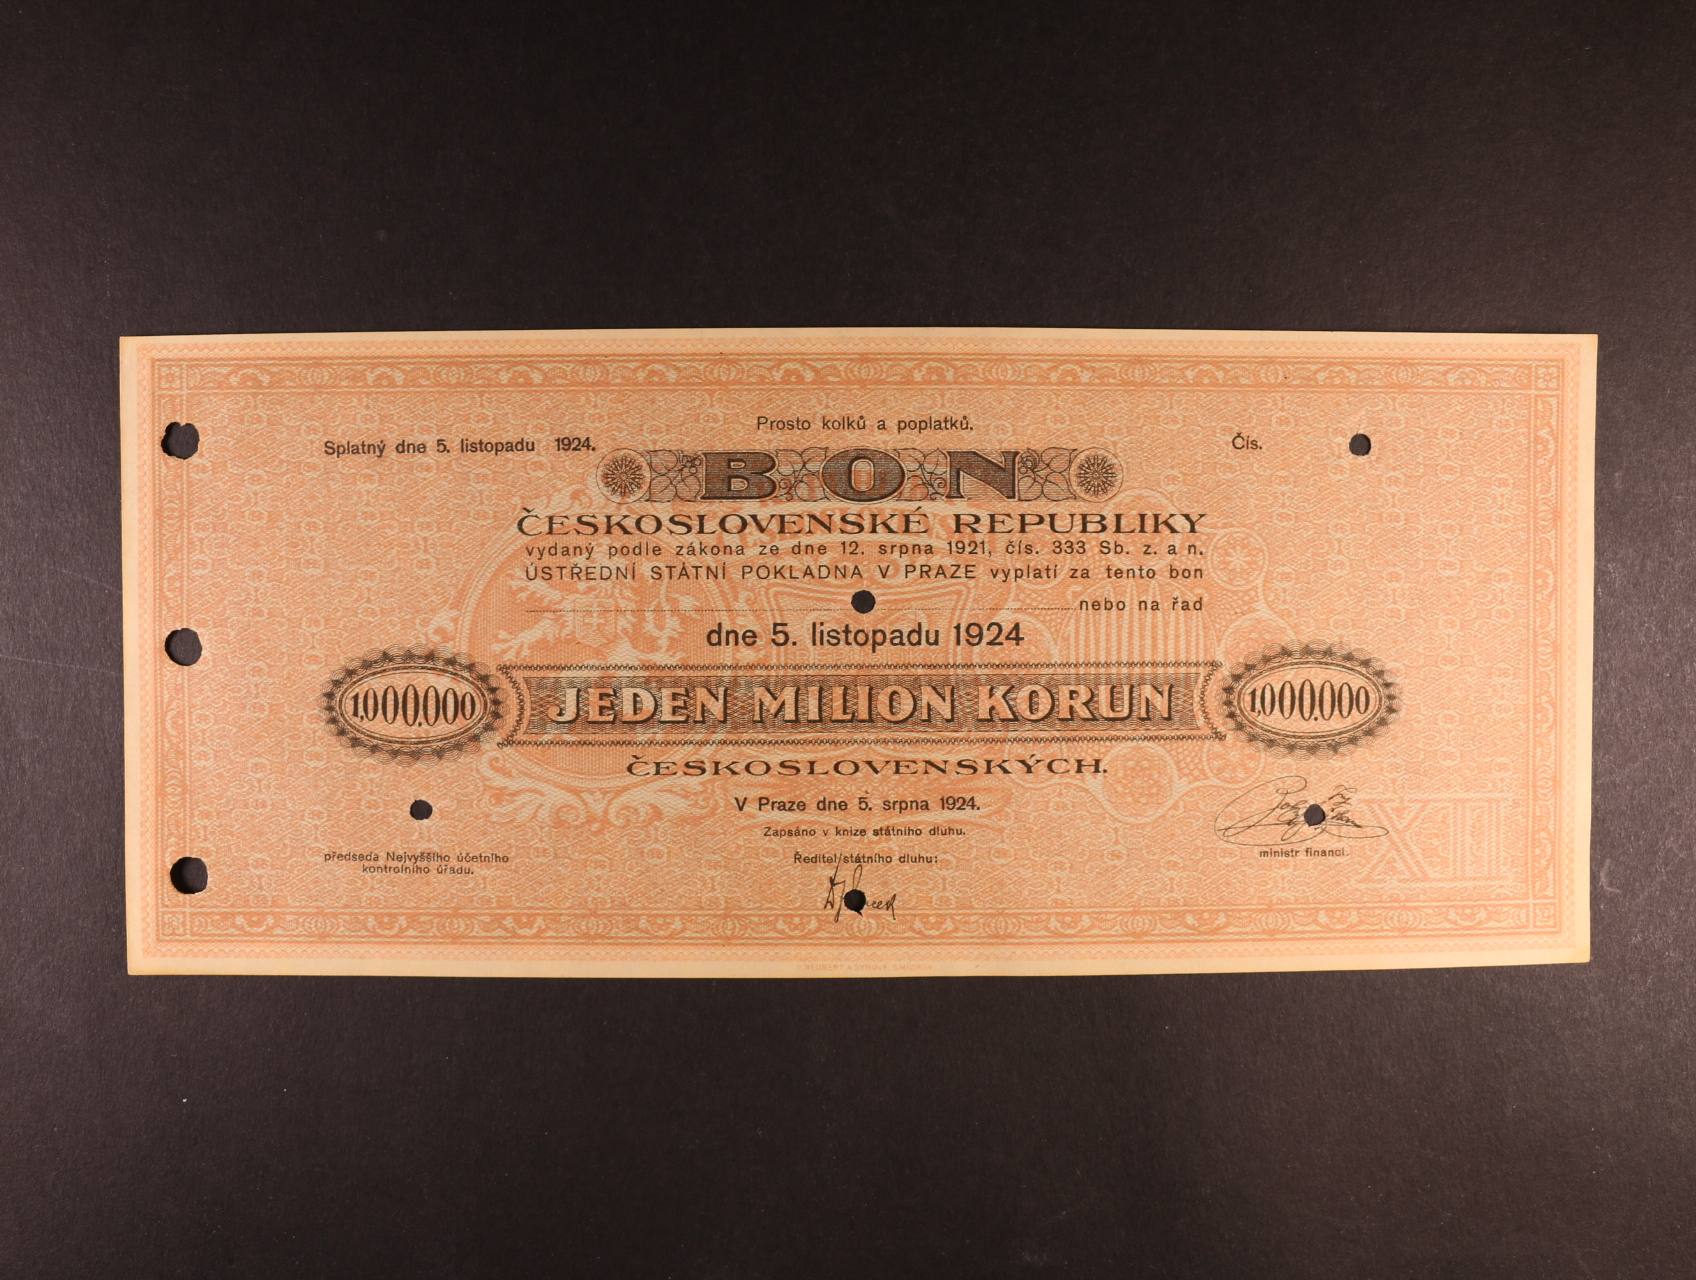 Prosto kolků a poplatků.
Splatný dne 5. listopadu 1924.
Čís.
BON
ČESKOSLOVENSKÉ REPUBLIKY
vydaný podle zákona ze dne 12. srpna 1921, čís. 333 Sb. z. a n.
ÚSTŘEDNÍ STÁTNÍ POKLADNA V PRAZE vyplatí za tento bon
nebo na řad
dne 5. listopadu 1924
1,000.000 JEDEN MILION KORUN 1,000.000
ČESKOSLOVENSKÝCH.
V Praze dne 5. srpna 1924.
Zapsáno v knize státního dluhu.
předseda Nejvyššího účetního
kontrolního úřadu.
Ředitel státního dluhu:
ministr financí.
XII